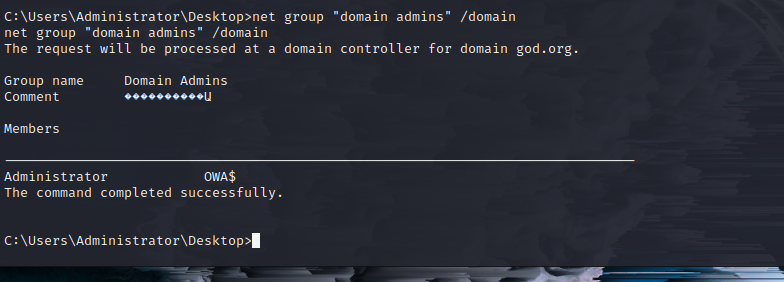 C:\Users\Administrator\Desktop>net group "domain admins" /domain
net group "domain admins" /domain
The request will be processed at a domain controller for domain god.org.
Group name     Domain Admins
Comment        �����������U
Members
-------------------------------------------------------------------------------
Administrator            OWA$
The command completed successfully.
C:\Users\Administrator\Desktop>